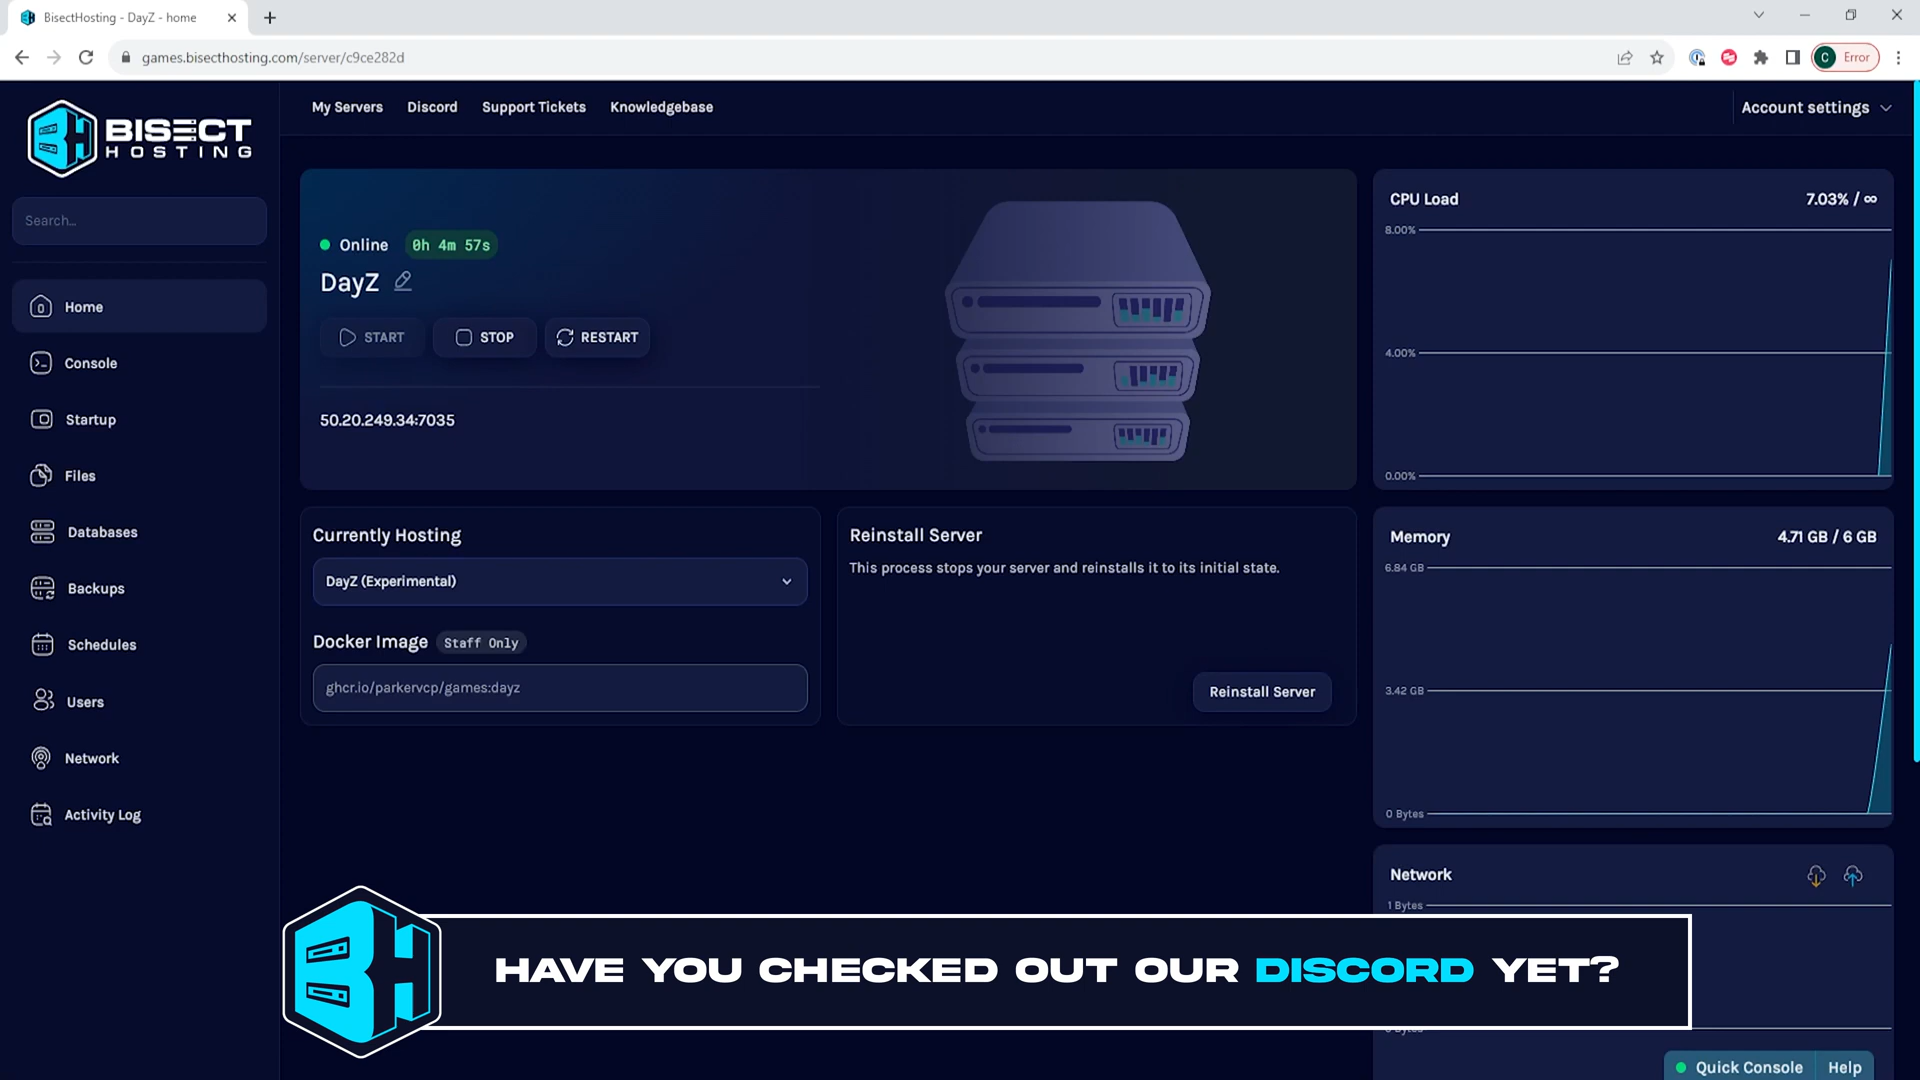 BisectHosting - DayZ - home
games.bisecthosting.com/server/c9ce282d
C Error
BISECT
HOSTING
My Servers Discord Support Tickets Knowledgebase
Account settings
Search...
Home
Console
Startup
Files
Databases
Backups
Schedules
Users
Network
Activity Log
Online 0h 4m 57s
DayZ
START STOP RESTART
50.20.249.34:7035
Currently Hosting
DayZ (Experimental)
Docker Image Staff Only
ghcr.io/parkervcp/games:dayz
Reinstall Server
This process stops your server and reinstalls it to its initial state.
Reinstall Server
CPU Load 7.03% / ∞
8.00%
4.00%
0.00%
Memory 4.71 GB / 6 GB
6.84 GB
3.42 GB
0 Bytes
Network
1 Bytes
HAVE YOU CHECKED OUT OUR DISCORD YET?
Quick Console Help